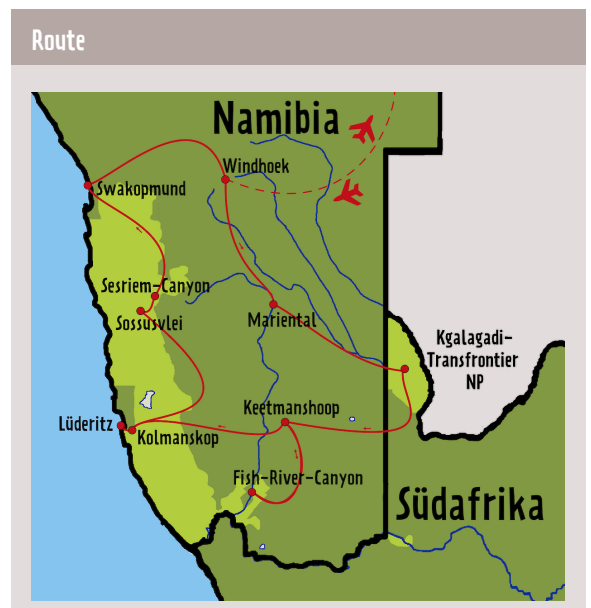 Route
Namibia
Windhoek
Swakopmund
Sesriem-Canyon
Sossusvlei
Mariental
Kgalagadi-
Transfrontier
NP
Keetmanshoop
Lüderitz
Kolmanskop
Fish-River-Canyon
Südafrika